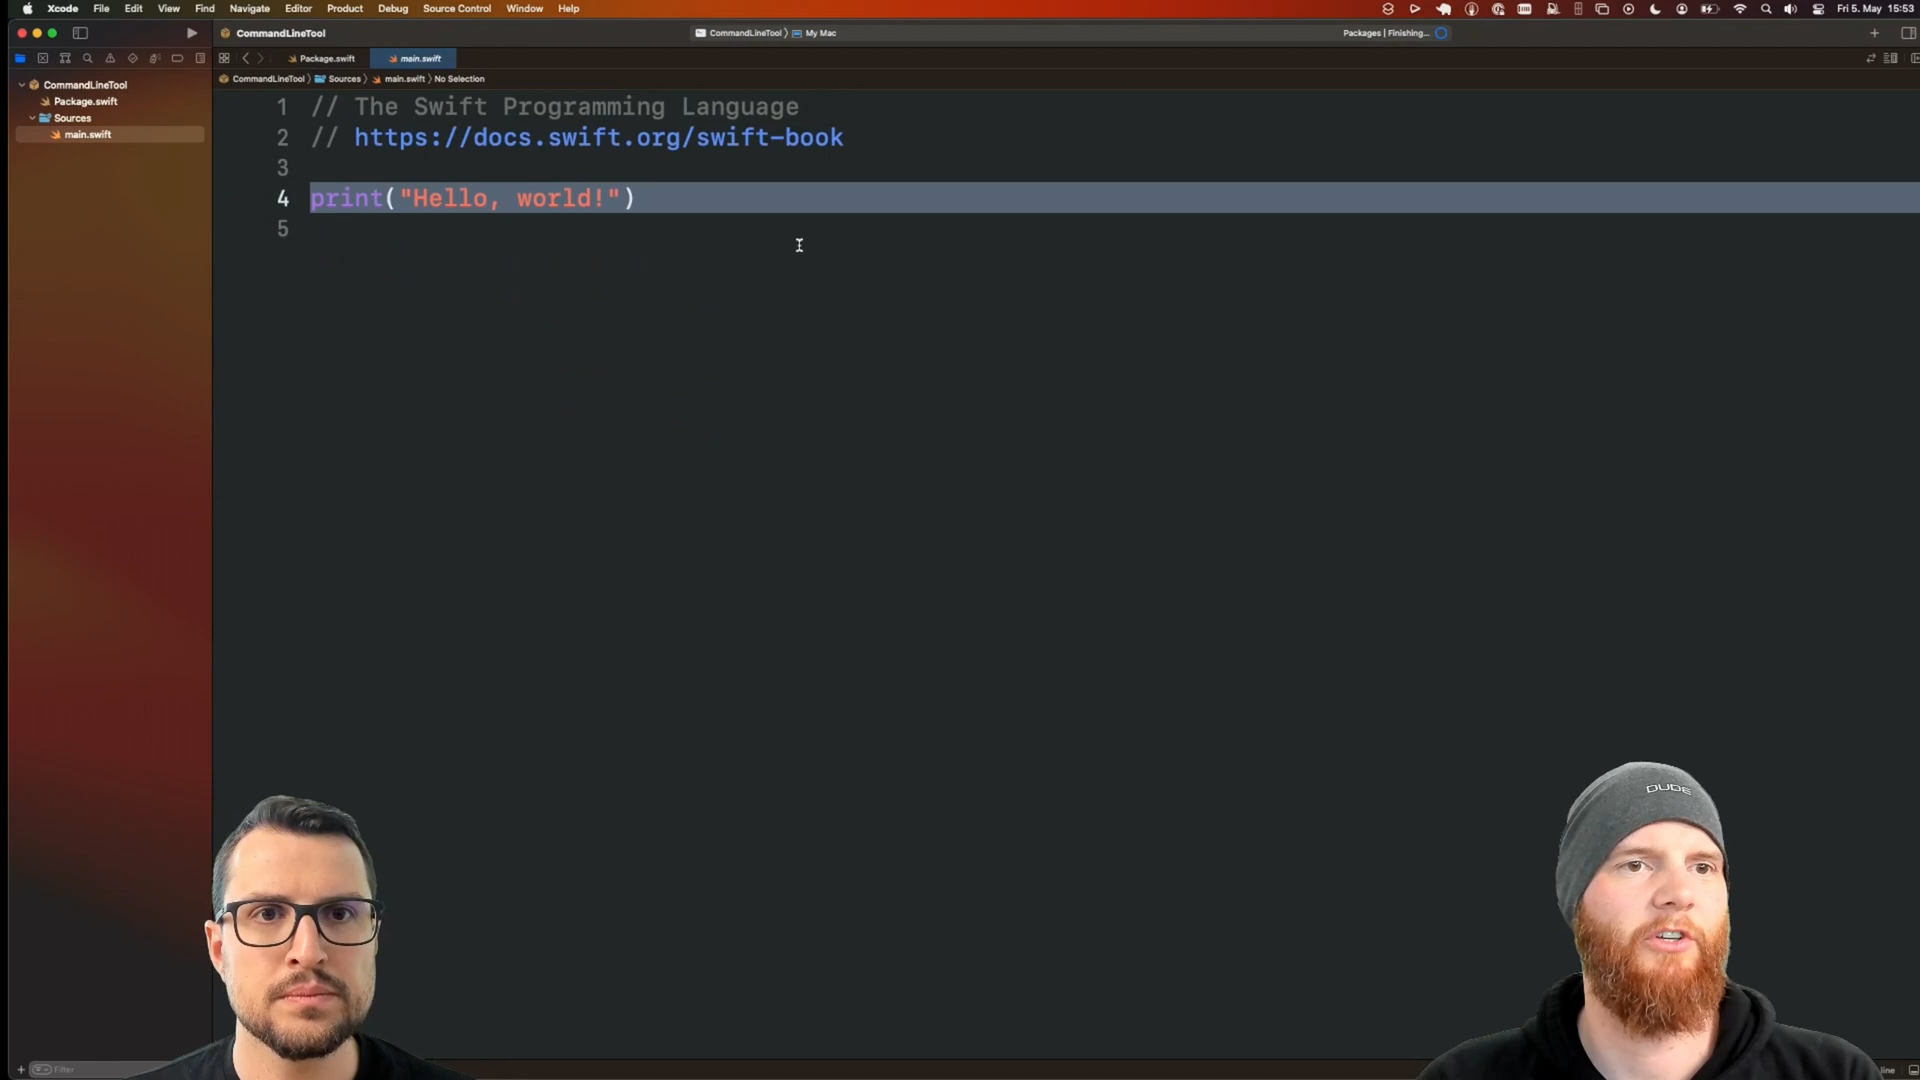 Xcode File Edit View Find Navigate Editor Product Debug Source Control Window Help Fri 5. May 15:53
CommandLineTool CommandLineTool My Mac Packages | Finishing...
Package.swift main.swift
CommandLineTool Sources main.swift No Selection
CommandLineTool
Package.swift
Sources
main.swift
1 // The Swift Programming Language
2 // https://docs.swift.org/swift-book
3
4 print("Hello, world!")
5
DUDE
Filter
line